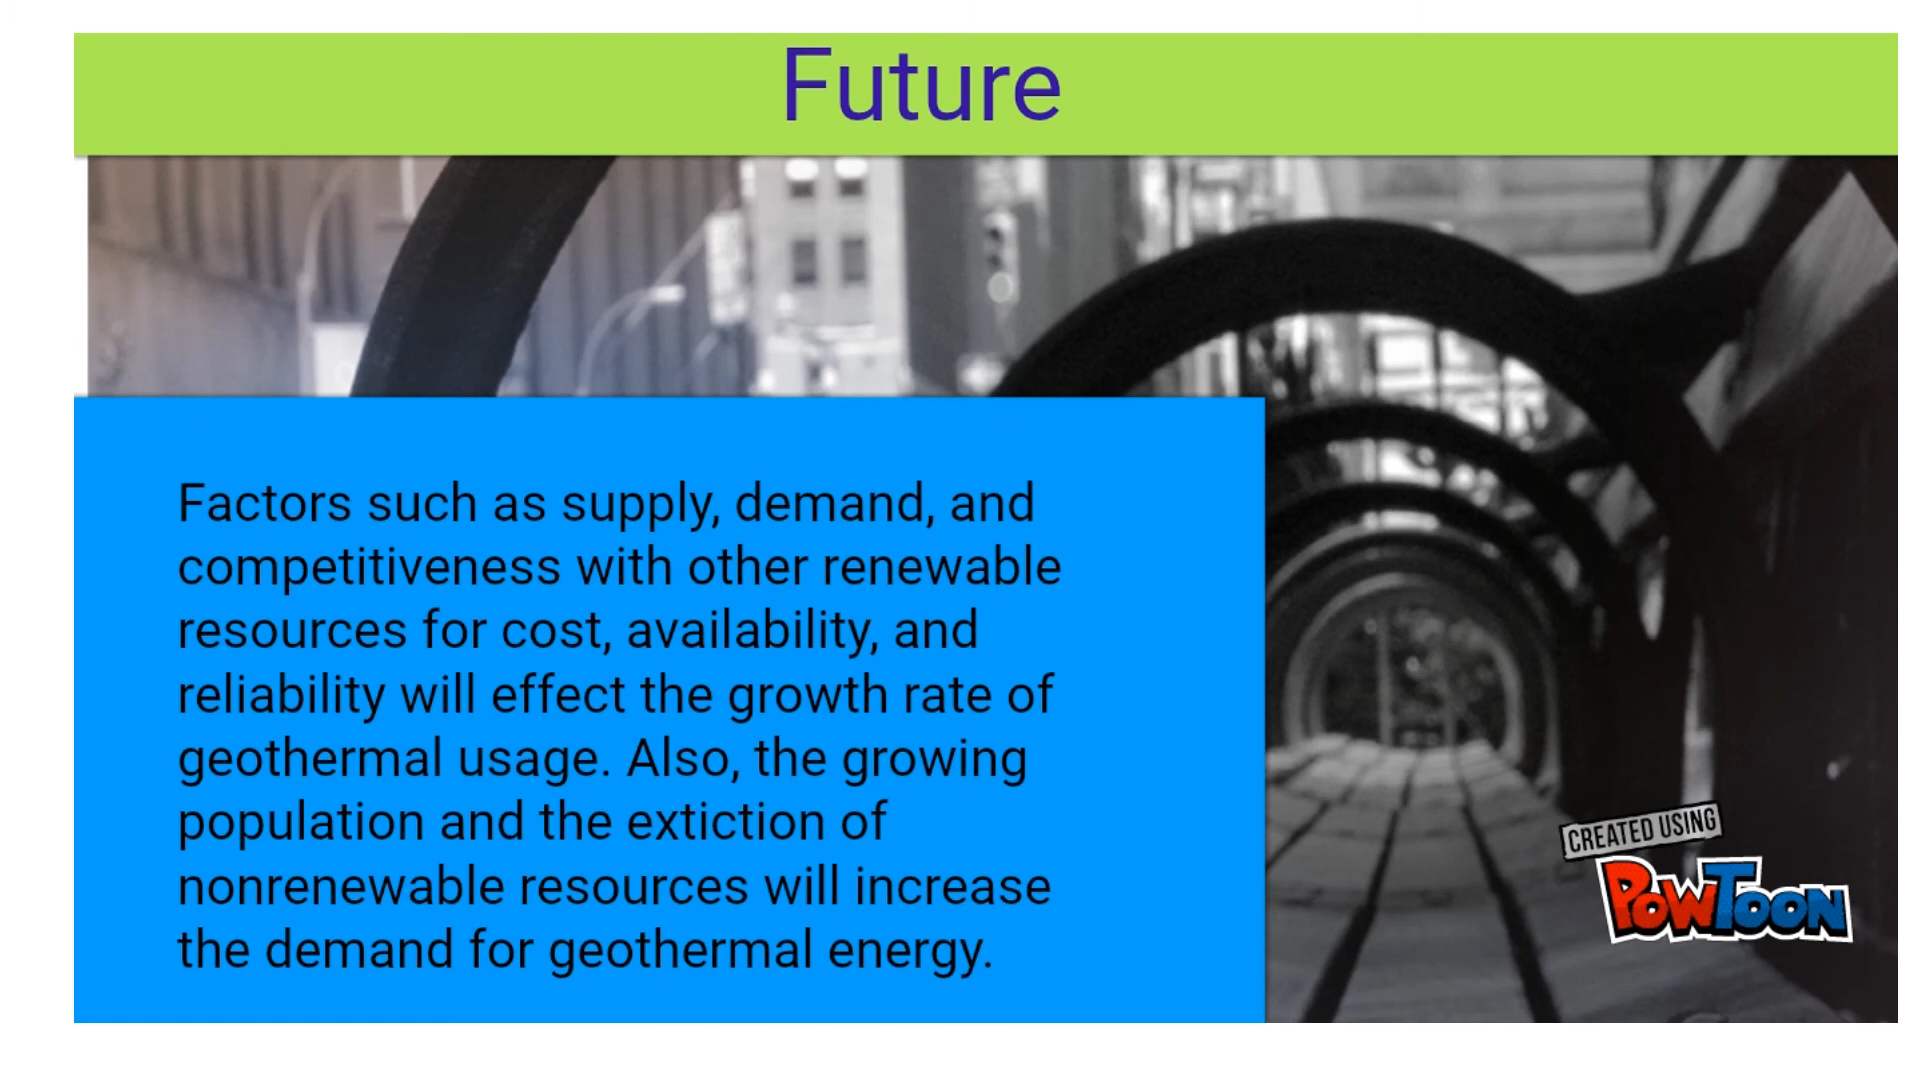 Future
Factors such as supply, demand, and
competitiveness with other renewable
resources for cost, availability, and
reliability will effect the growth rate of
geothermal usage. Also, the growing
population and the extiction of
nonrenewable resources will increase
the demand for geothermal energy.
CREATED USING
POWTOON